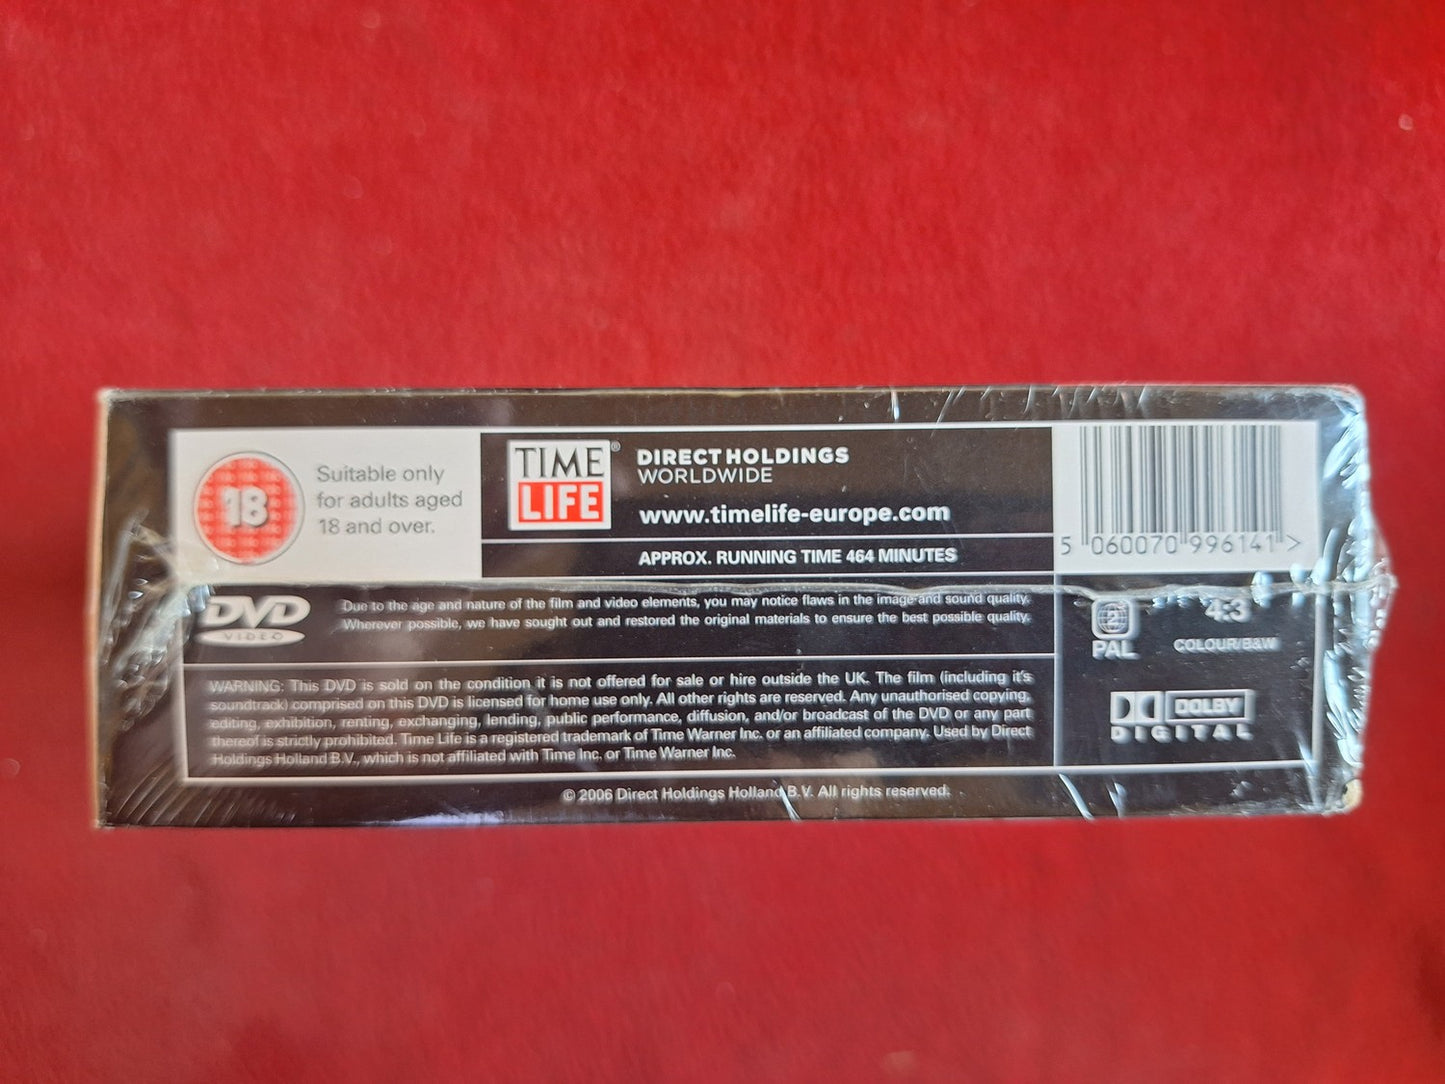 18
Suitable only
for adults aged
18 and over.
TIME
LIFE
®
DIRECT HOLDINGS
WORLDWIDE
www.timelife-europe.com
APPROX. RUNNING TIME 464 MINUTES
5 060070 996141 >
DVD
VIDEO
Due to the age and nature of the film and video elements, you may notice flaws in the image and sound quality.
Wherever possible, we have sought out and restored the original materials to ensure the best possible quality.
2
PAL
4:3
COLOUR/B&W
WARNING: This DVD is sold on the condition it is not offered for sale or hire outside the UK. The film (including it's
soundtrack) comprised on this DVD is licensed for home use only. All other rights are reserved. Any unauthorised copying,
editing, exhibition, renting, exchanging, lending, public performance, diffusion, and/or broadcast of the DVD or any part
thereof is strictly prohibited. Time Life is a registered trademark of Time Warner Inc. or an affiliated company. Used by Direct
Holdings Holland B.V., which is not affiliated with Time Inc. or Time Warner Inc.
DOLBY
DIGITAL
© 2006 Direct Holdings Holland B.V. All rights reserved.